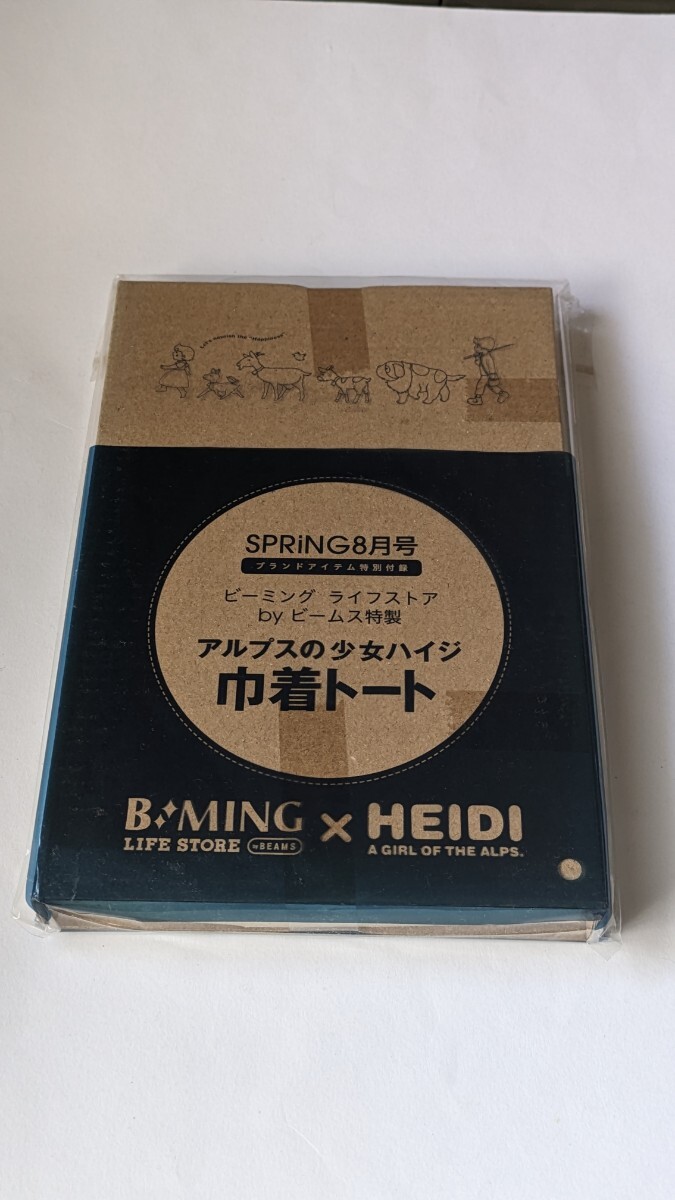 SPRiNG8月号
ブランドアイテム特別付録
ビーミング ライフストア
by ビームス特製
アルプスの少女ハイジ
巾着トート
B:MING × HEIDI
LIFE STORE by BEAMS A GIRL OF THE ALPS.